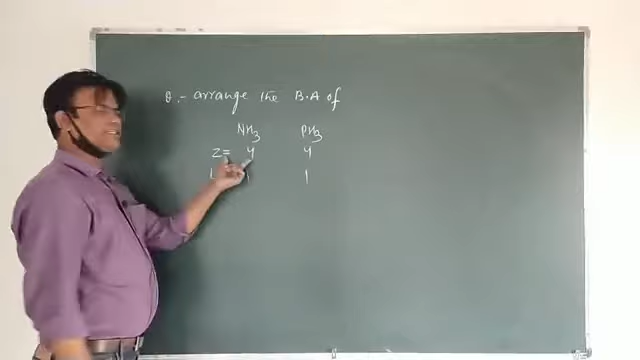 Q.- arrange the B.A of
NH3 PH3
Z= 4 4
L 1 1